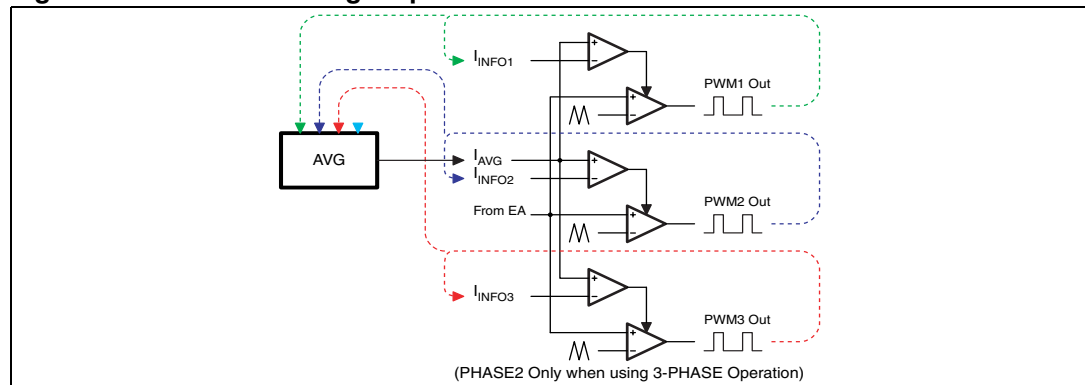 I_INFO1
PWM1 Out
AVG
I_AVG
I_INFO2
From EA
PWM2 Out
I_INFO3
PWM3 Out
(PHASE2 Only when using 3-PHASE Operation)